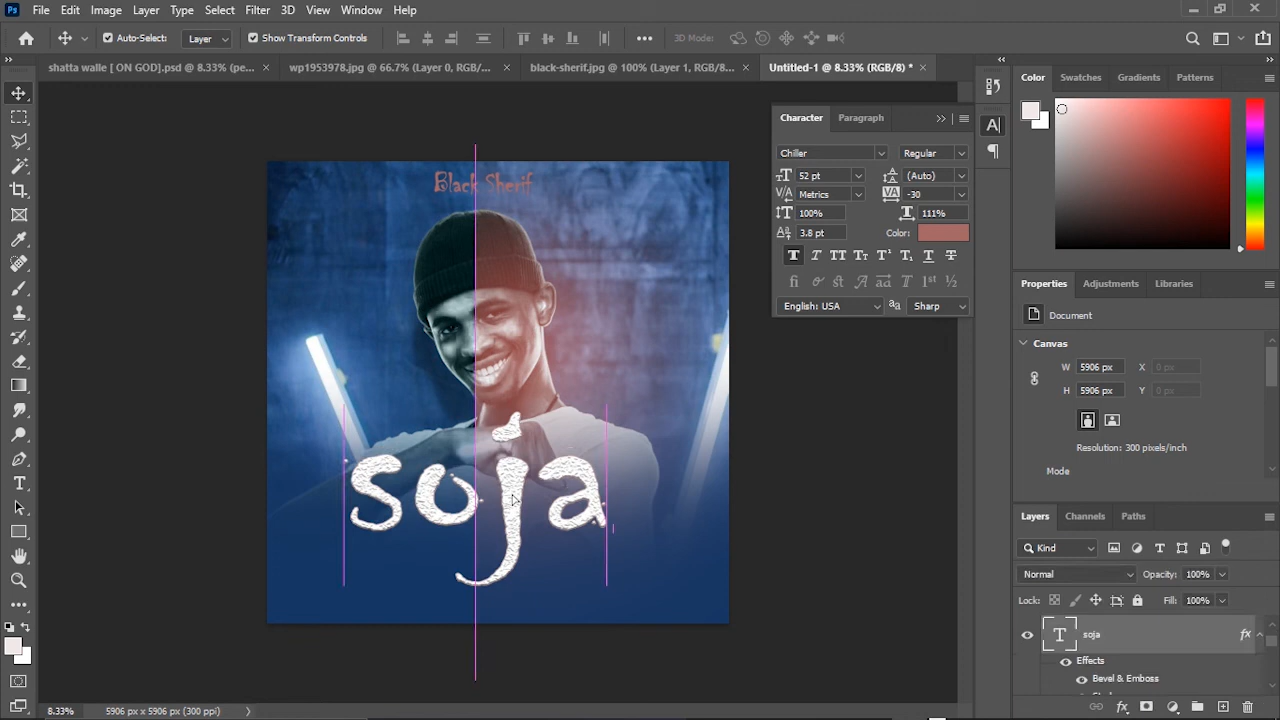 Ps File Edit Image Layer Type Select Filter 3D View Window Help
Auto-Select: Layer Show Transform Controls 3D Mode:
shatta walle [ ON GOD].psd @ 8.33% (pe... × wp1953978.jpg @ 66.7% (Layer 0, RGB/... × black-sherif.jpg @ 100% (Layer 1, RGB/8... × Untitled-1 @ 8.33% (RGB/8) * ×
Color Swatches Gradients Patterns
Character Paragraph
Chiller Regular
52 pt (Auto)
Metrics -30
100% 111%
3.8 pt Color:
English: USA Sharp
Black Sherif
soja
Properties Adjustments Libraries
Document
Canvas
W 5906 px X 0 px
H 5906 px Y 0 px
Resolution: 300 pixels/inch
Mode
Layers Channels Paths
Kind
Normal Opacity: 100%
Lock: Fill: 100%
T soja fx
Effects
Bevel & Emboss
8.33% 5906 px x 5906 px (300 ppi)